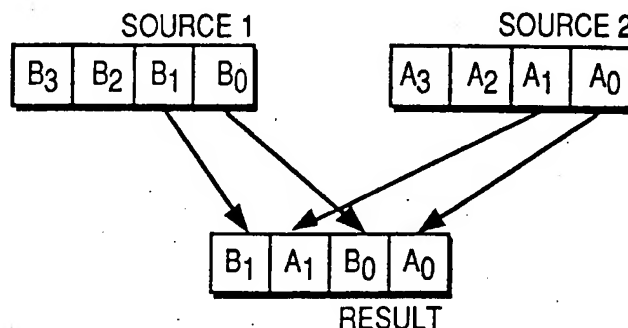 SOURCE 1
SOURCE 2
B3 B2 B1 B0
A3 A2 A1 A0
B1 A1 B0 A0
RESULT